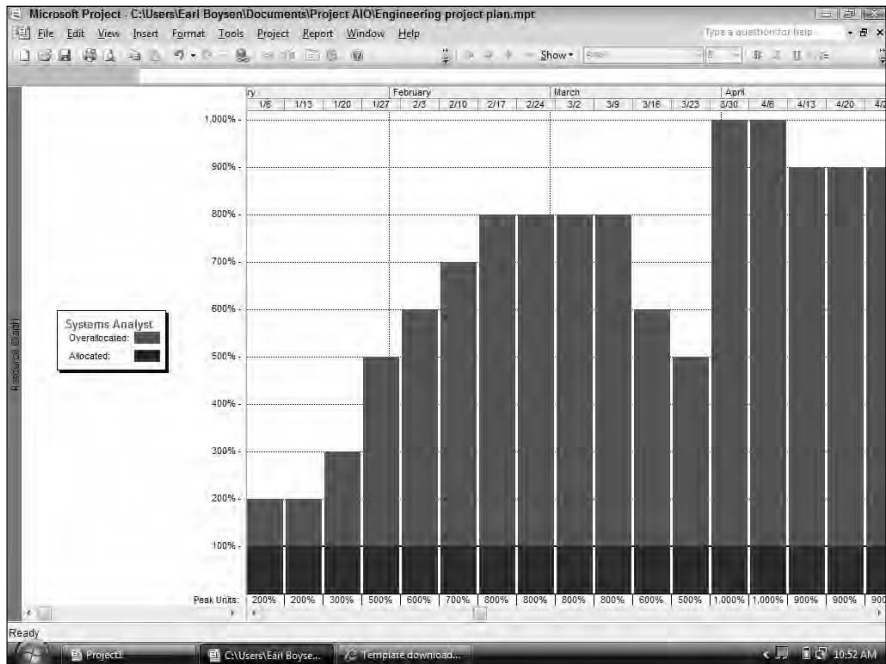 Microsoft Project - C:\Users\Earl Boysen\Documents\Project AIO\Engineering project plan.mpt
File Edit View Insert Format Tools Project Report Window Help
Type a question for help
Show
Resource Graph
ry February March April
1/6 1/13 1/20 1/27 2/3 2/10 2/17 2/24 3/2 3/9 3/16 3/23 3/30 4/6 4/13 4/20 4/2
1,000%
900%
800%
700%
600%
500%
400%
300%
200%
100%
Systems Analyst
Overallocated:
Allocated:
Peak Units: 200% 200% 300% 500% 600% 700% 800% 800% 800% 800% 600% 500% 1,000% 1,000% 900% 900% 900
Ready
Project1 C:\Users\Earl Boyse... Template download... 10:52 AM